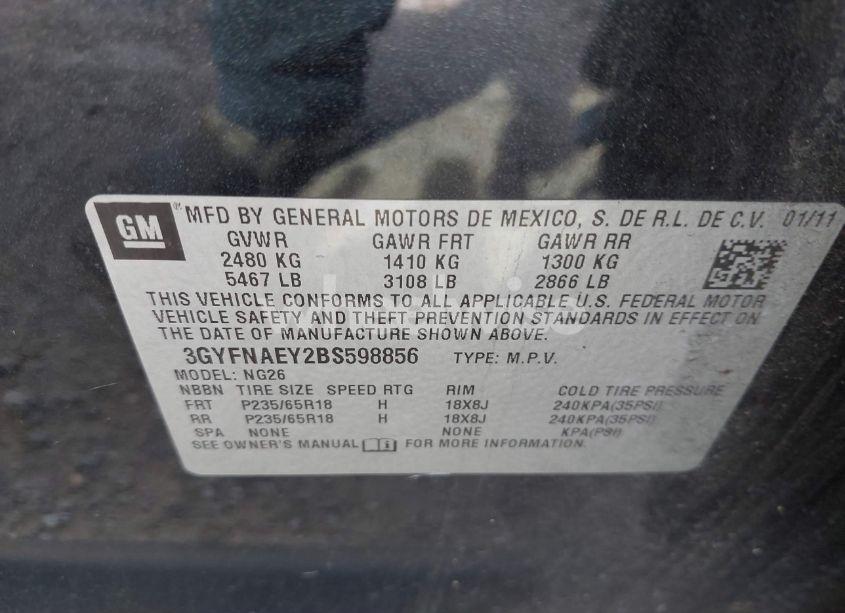 GM ® MFD BY GENERAL MOTORS DE MEXICO, S. DE R.L. DE C.V. 01/11
GVWR GAWR FRT GAWR RR
2480 KG 1410 KG 1300 KG
5467 LB 3108 LB 2866 LB
THIS VEHICLE CONFORMS TO ALL APPLICABLE U.S. FEDERAL MOTOR
VEHICLE SAFETY AND THEFT PREVENTION STANDARDS IN EFFECT ON
THE DATE OF MANUFACTURE SHOWN ABOVE.
3GYFNAEY2BS598856 TYPE: M.P.V.
MODEL: NG26
NBBN TIRE SIZE SPEED RTG RIM COLD TIRE PRESSURE
FRT P235/65R18 H 18X8J 240KPA(35PSI)
RR P235/65R18 H 18X8J 240KPA(35PSI)
SPA NONE NONE KPA(PSI)
SEE OWNER'S MANUAL FOR MORE INFORMATION.